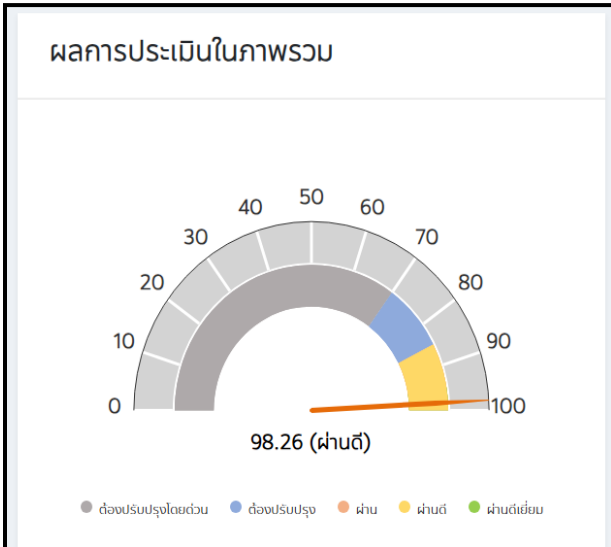 ผลการประเมินในภาพรวม
0 10 20 30 40 50 60 70 80 90 100
98.26 (ผ่านดี)
ต้องปรับปรุงโดยด่วน ต้องปรับปรุง ผ่าน ผ่านดี ผ่านดีเยี่ยม